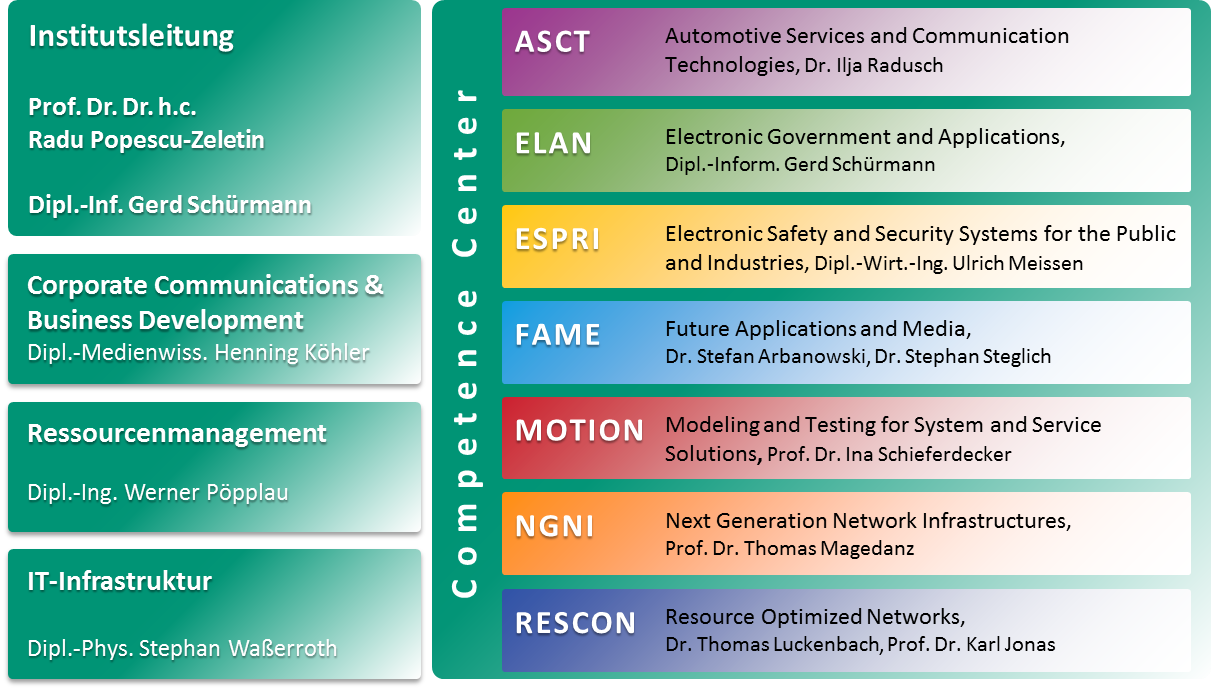 Institutsleitung
Prof. Dr. Dr. h.c.
Radu Popescu-Zeletin
Dipl.-Inf. Gerd Schürmann
Corporate Communications &
Business Development
Dipl.-Medienwiss. Henning Köhler
Ressourcenmanagement
Dipl.-Ing. Werner Pöpplau
IT-Infrastruktur
Dipl.-Phys. Stephan Waßerroth
Competence Center
ASCT
Automotive Services and Communication
Technologies, Dr. Ilja Radusch
ELAN
Electronic Government and Applications,
Dipl.-Inform. Gerd Schürmann
ESPRI
Electronic Safety and Security Systems for the Public
and Industries, Dipl.-Wirt.-Ing. Ulrich Meissen
FAME
Future Applications and Media,
Dr. Stefan Arbanowski, Dr. Stephan Steglich
MOTION
Modeling and Testing for System and Service
Solutions, Prof. Dr. Ina Schieferdecker
NGNI
Next Generation Network Infrastructures,
Prof. Dr. Thomas Magedanz
RESCON
Resource Optimized Networks,
Dr. Thomas Luckenbach, Prof. Dr. Karl Jonas